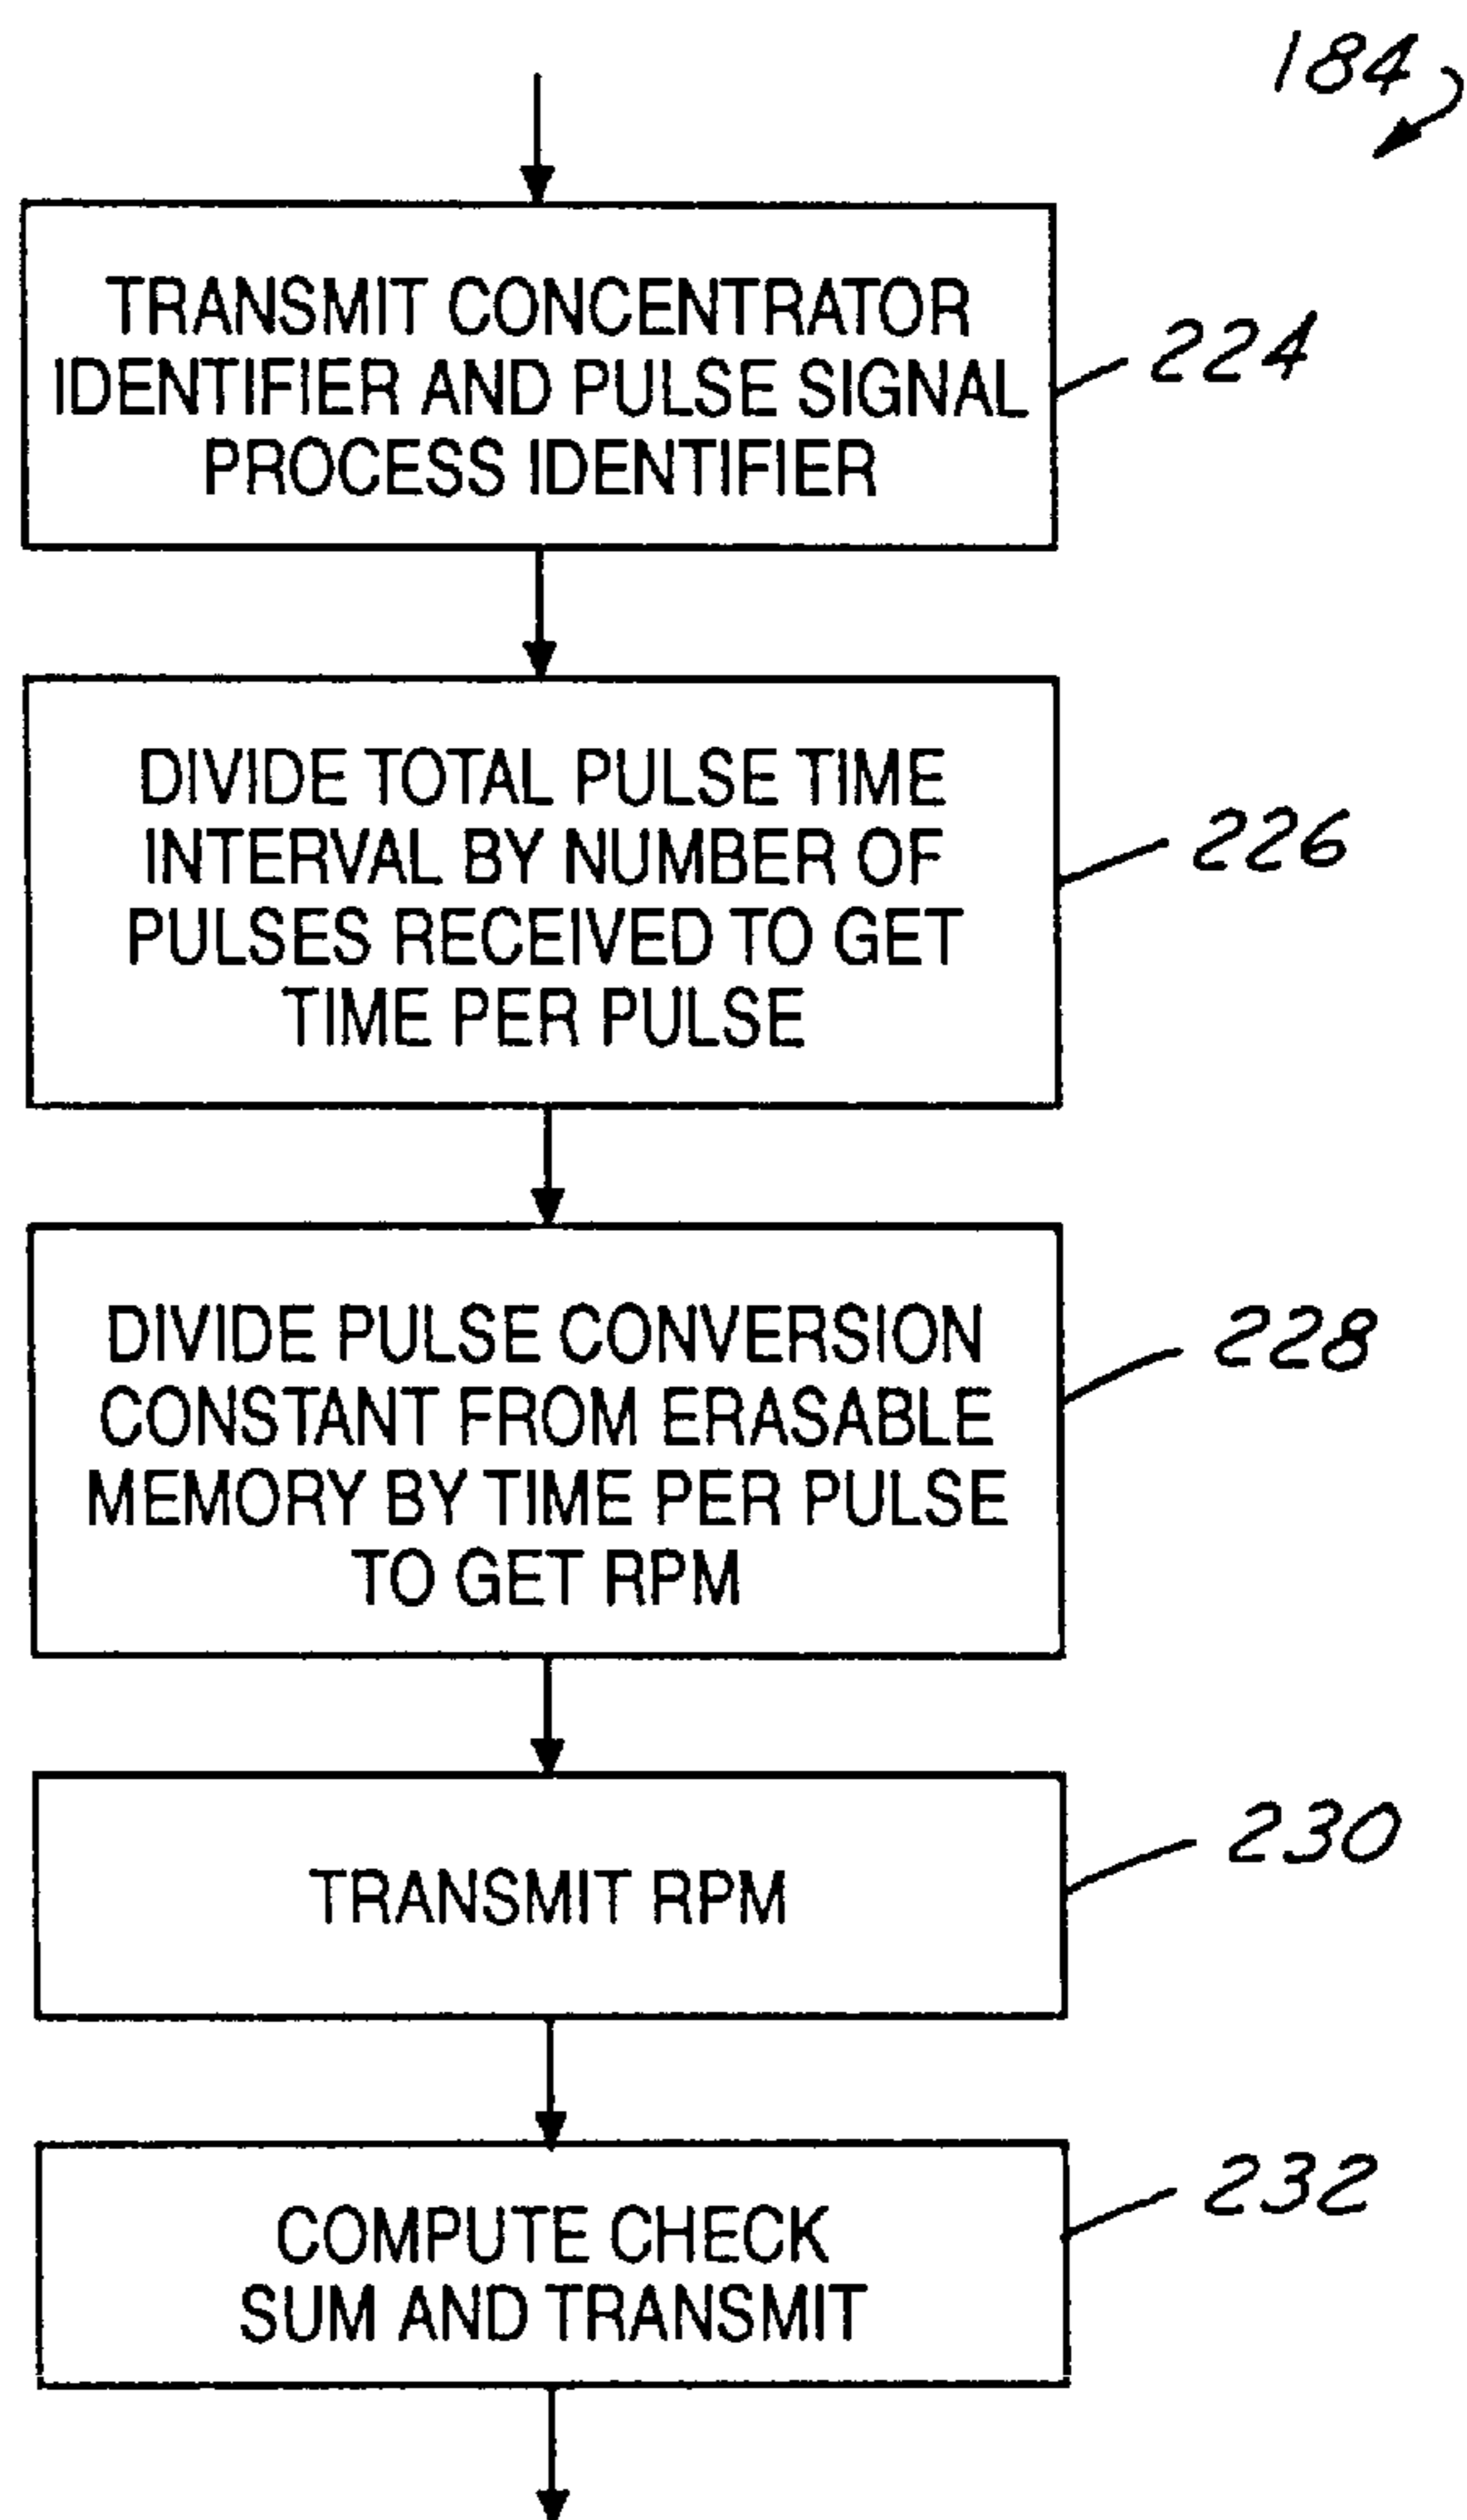 184
TRANSMIT CONCENTRATOR
IDENTIFIER AND PULSE SIGNAL
PROCESS IDENTIFIER
224
DIVIDE TOTAL PULSE TIME
INTERVAL BY NUMBER OF
PULSES RECEIVED TO GET
TIME PER PULSE
226
DIVIDE PULSE CONVERSION
CONSTANT FROM ERASABLE
MEMORY BY TIME PER PULSE
TO GET RPM
228
TRANSMIT RPM
230
COMPUTE CHECK
SUM AND TRANSMIT
232